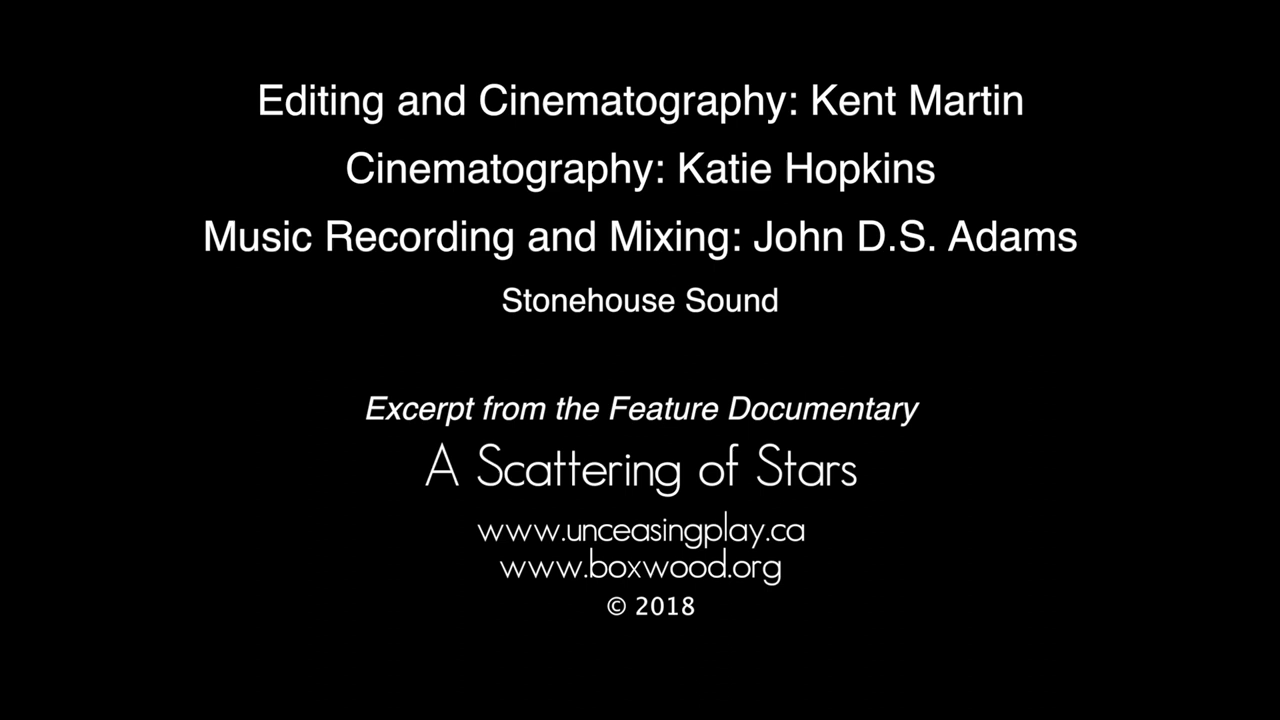 Editing and Cinematography: Kent Martin
Cinematography: Katie Hopkins
Music Recording and Mixing: John D.S. Adams
Stonehouse Sound
Excerpt from the Feature Documentary
A Scattering of Stars
www.unceasingplay.ca
www.boxwood.org
© 2018